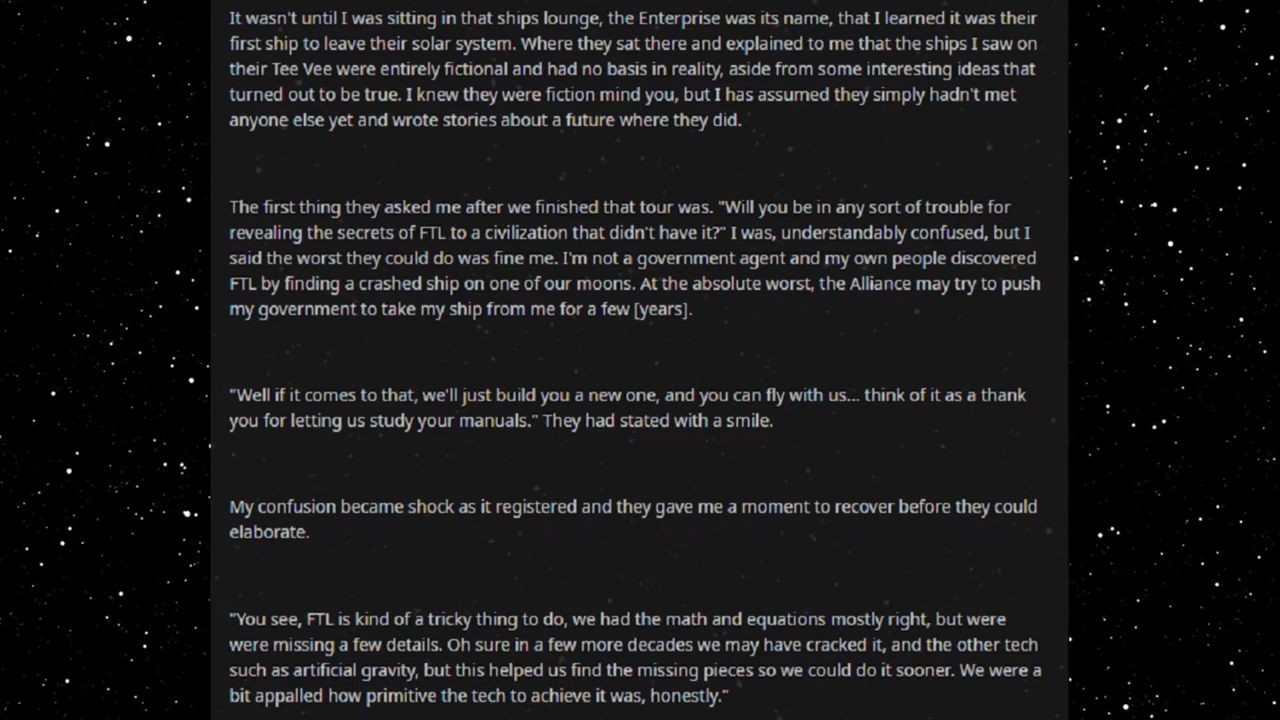 It wasn't until I was sitting in that ships lounge, the Enterprise was its name, that I learned it was their
first ship to leave their solar system. Where they sat there and explained to me that the ships I saw on
their Tee Vee were entirely fictional and had no basis in reality, aside from some interesting ideas that
turned out to be true. I knew they were fiction mind you, but I has assumed they simply hadn't met
anyone else yet and wrote stories about a future where they did.
The first thing they asked me after we finished that tour was. "Will you be in any sort of trouble for
revealing the secrets of FTL to a civilization that didn't have it?" I was, understandably confused, but I
said the worst they could do was fine me. I'm not a government agent and my own people discovered
FTL by finding a crashed ship on one of our moons. At the absolute worst, the Alliance may try to push
my government to take my ship from me for a few [years].
"Well if it comes to that, we'll just build you a new one, and you can fly with us... think of it as a thank
you for letting us study your manuals." They had stated with a smile.
My confusion became shock as it registered and they gave me a moment to recover before they could
elaborate.
"You see, FTL is kind of a tricky thing to do, we had the math and equations mostly right, but were
were missing a few details. Oh sure in a few more decades we may have cracked it, and the other tech
such as artificial gravity, but this helped us find the missing pieces so we could do it sooner. We were a
bit appalled how primitive the tech to achieve it was, honestly."